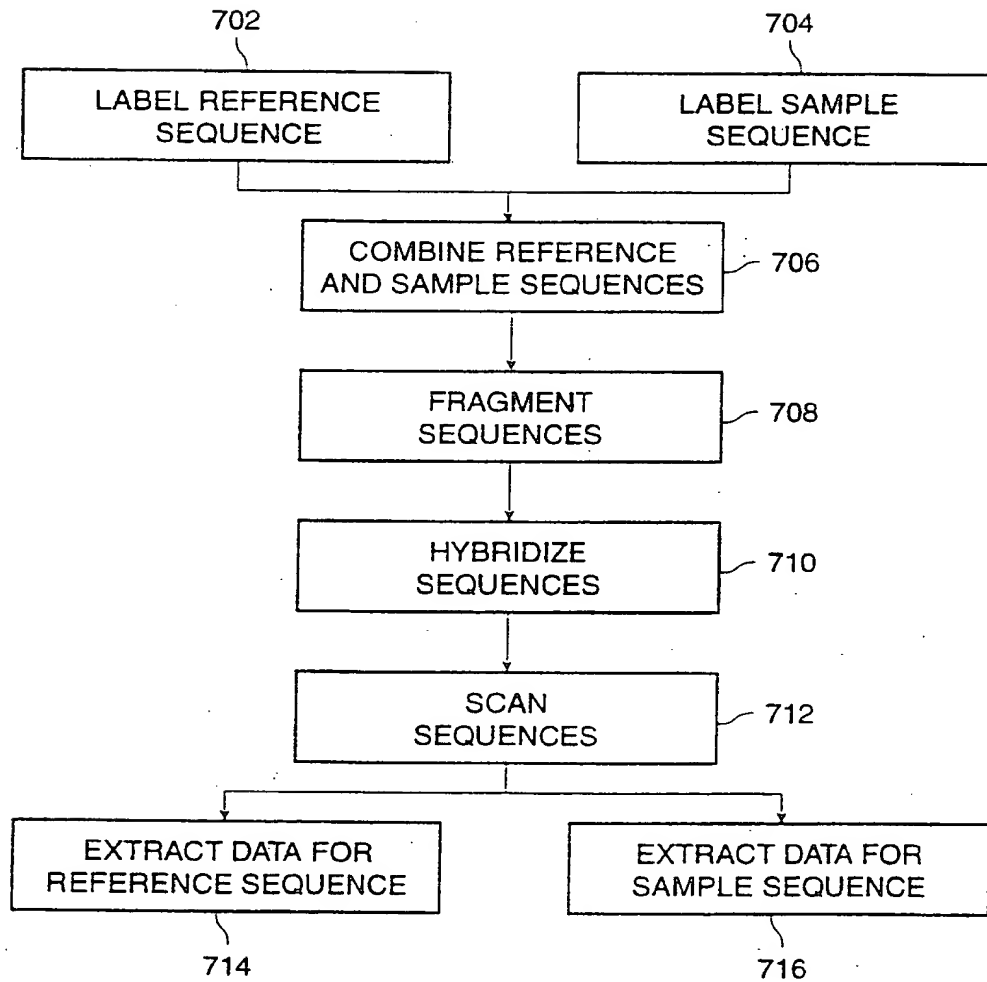 702
704
LABEL REFERENCE
SEQUENCE
LABEL SAMPLE
SEQUENCE
COMBINE REFERENCE
AND SAMPLE SEQUENCES
706
FRAGMENT
SEQUENCES
708
HYBRIDIZE
SEQUENCES
710
SCAN
SEQUENCES
712
EXTRACT DATA FOR
REFERENCE SEQUENCE
EXTRACT DATA FOR
SAMPLE SEQUENCE
714
716